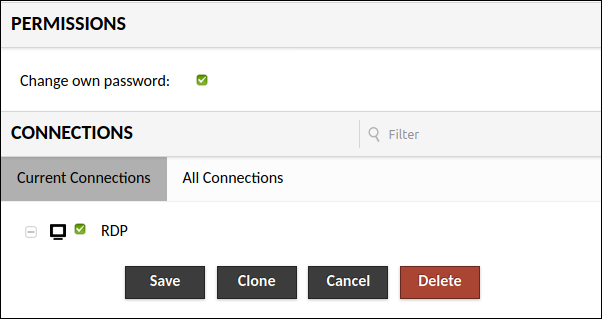 PERMISSIONS
Change own password:
CONNECTIONS
Filter
Current Connections
All Connections
RDP
Save
Clone
Cancel
Delete